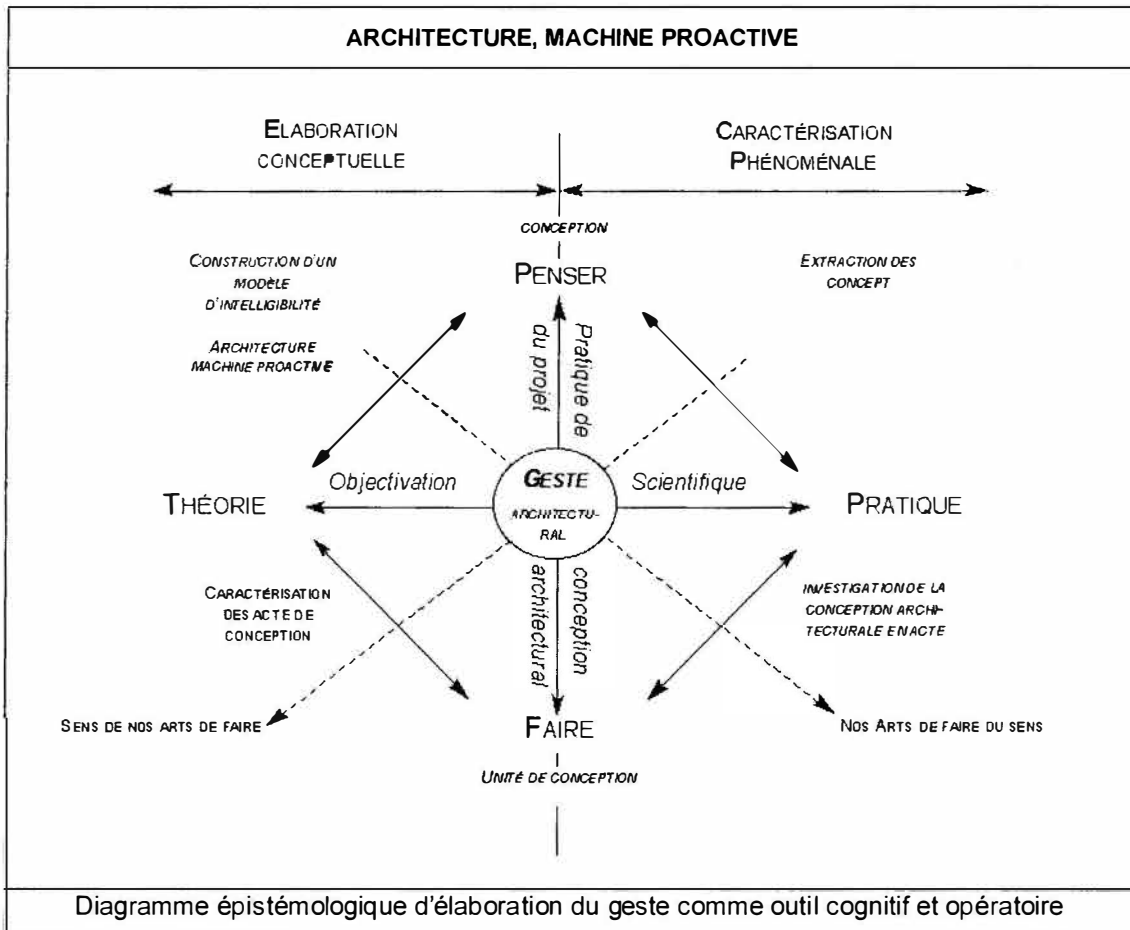 ARCHITECTURE, MACHINE PROACTIVE
ELABORATION
CONCEPTUELLE
CARACTÉRISATION
PHÉNOMÉNALE
CONCEPTION
PENSER
CONSTRUCTION D'UN
MODÈLE
D'INTELLIGIBILITÉ
EXTRACTION DES
CONCEPT
ARCHITECTURE
MACHINE PROACTIVE
Pratique de
du projet
THÉORIE
Objectivation
GESTE
ARCHITECTU-
RAL
Scientifique
PRATIQUE
CARACTÉRISATION
DES ACTE DE
CONCEPTION
conception
architectural
INVESTIGATION DE LA
CONCEPTION ARCHI-
TECTURALE EN ACTE
SENS DE NOS ARTS DE FAIRE
FAIRE
NOS ARTS DE FAIRE DU SENS
UNITÉ DE CONCEPTION
Diagramme épistémologique d'élaboration du geste comme outil cognitif et opératoire